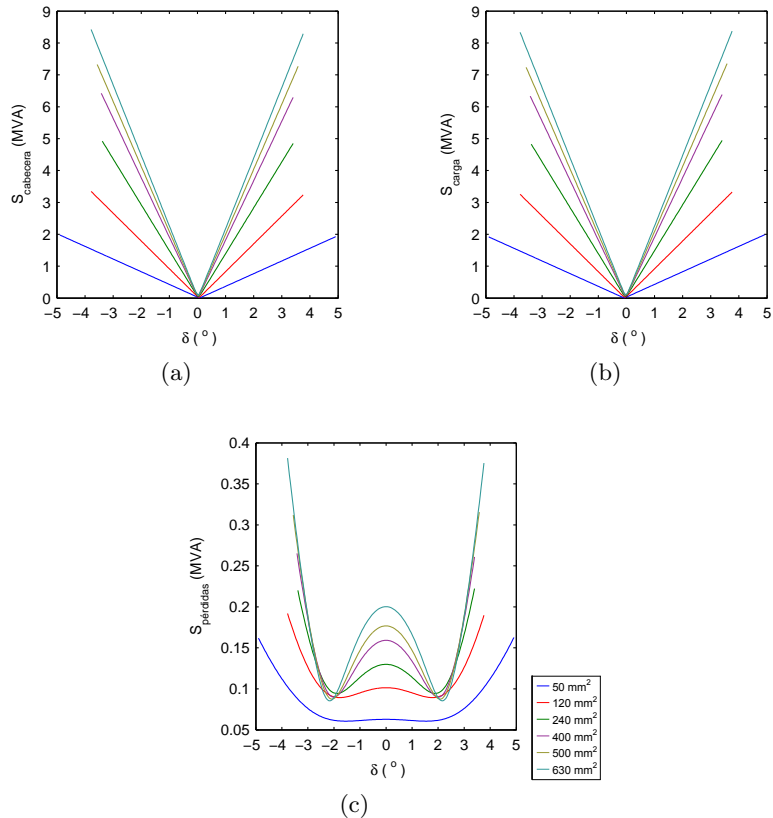 9
8
7
6
5
4
3
2
1
0
S_cabecera (MVA)
−5 −4 −3 −2 −1 0 1 2 3 4 5
δ ( ° )
(a)
9
8
7
6
5
4
3
2
1
0
S_carga (MVA)
−5 −4 −3 −2 −1 0 1 2 3 4 5
δ ( ° )
(b)
0.4
0.35
0.3
0.25
0.2
0.15
0.1
0.05
S_pérdidas (MVA)
−5 −4 −3 −2 −1 0 1 2 3 4 5
δ ( ° )
(c)
50 mm²
120 mm²
240 mm²
400 mm²
500 mm²
630 mm²